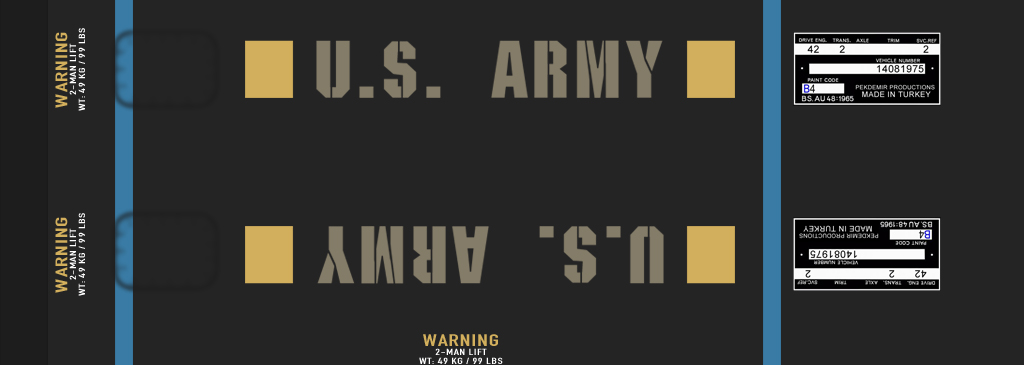 WARNING
2-MAN LIFT
WT: 49 KG / 99 LBS
U.S. ARMY
DRIVE ENG. TRANS. AXLE TRIM SVC.REF
42 2 2
VEHICLE NUMBER
14081975
PAINT CODE
B4
PEKDEMIR PRODUCTIONS
MADE IN TURKEY
BS. AU 48:1965
WARNING
2-MAN LIFT
WT: 49 KG / 99 LBS
U.S. ARMY
DRIVE ENG. TRANS. AXLE TRIM SVC.REF
42 2 2
VEHICLE NUMBER
14081975
PAINT CODE
B4
PEKDEMIR PRODUCTIONS
MADE IN TURKEY
BS. AU 48:1965
WARNING
2-MAN LIFT
WT: 49 KG / 99 LBS